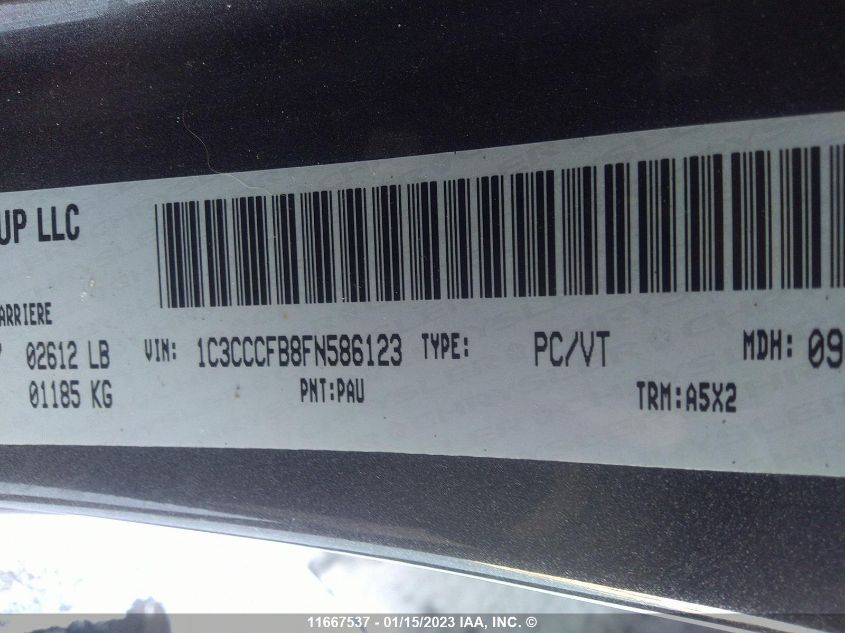 UP LLC
ARRIERE
02612 LB VIN: 1C3CCCFB8FN586123 TYPE: PC/VT MDH: 09
01185 KG PNT:PAU TRM:A5X2
11667537 - 01/15/2023 IAA, INC. ©